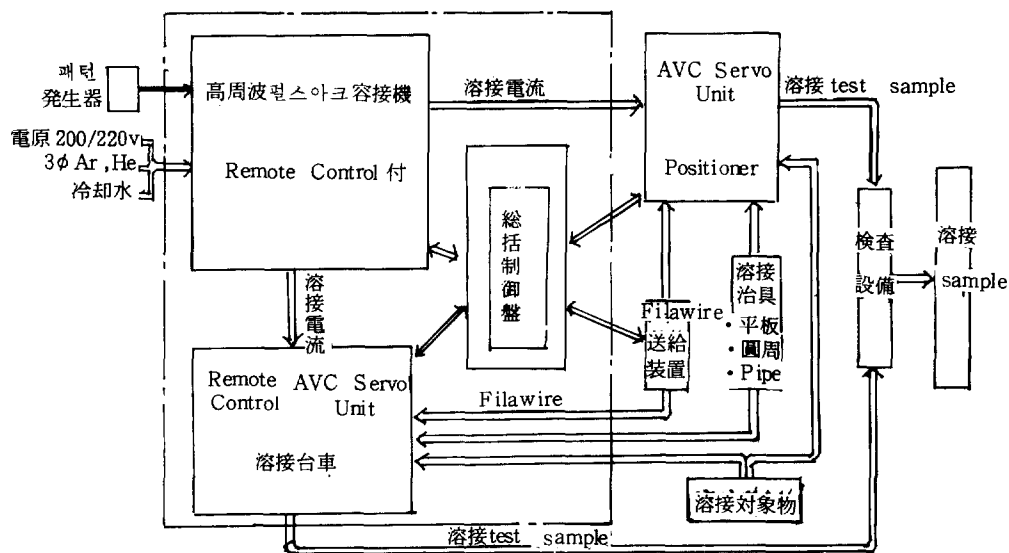 패턴
発生器
電原 200/220v
3φ Ar, He
冷却水
高周波펄스아크容接機
Remote Control 付
溶接電流
AVC Servo
Unit
Positioner
溶接 test sample
総括制御盤
溶接電流
Remote AVC Servo
Control Unit
溶接台車
Filawire
送給
装置
溶接
治具
・平板
・圓周
・Pipe
検査
設備
溶接
sample
Filawire
溶接対象物
溶接test sample